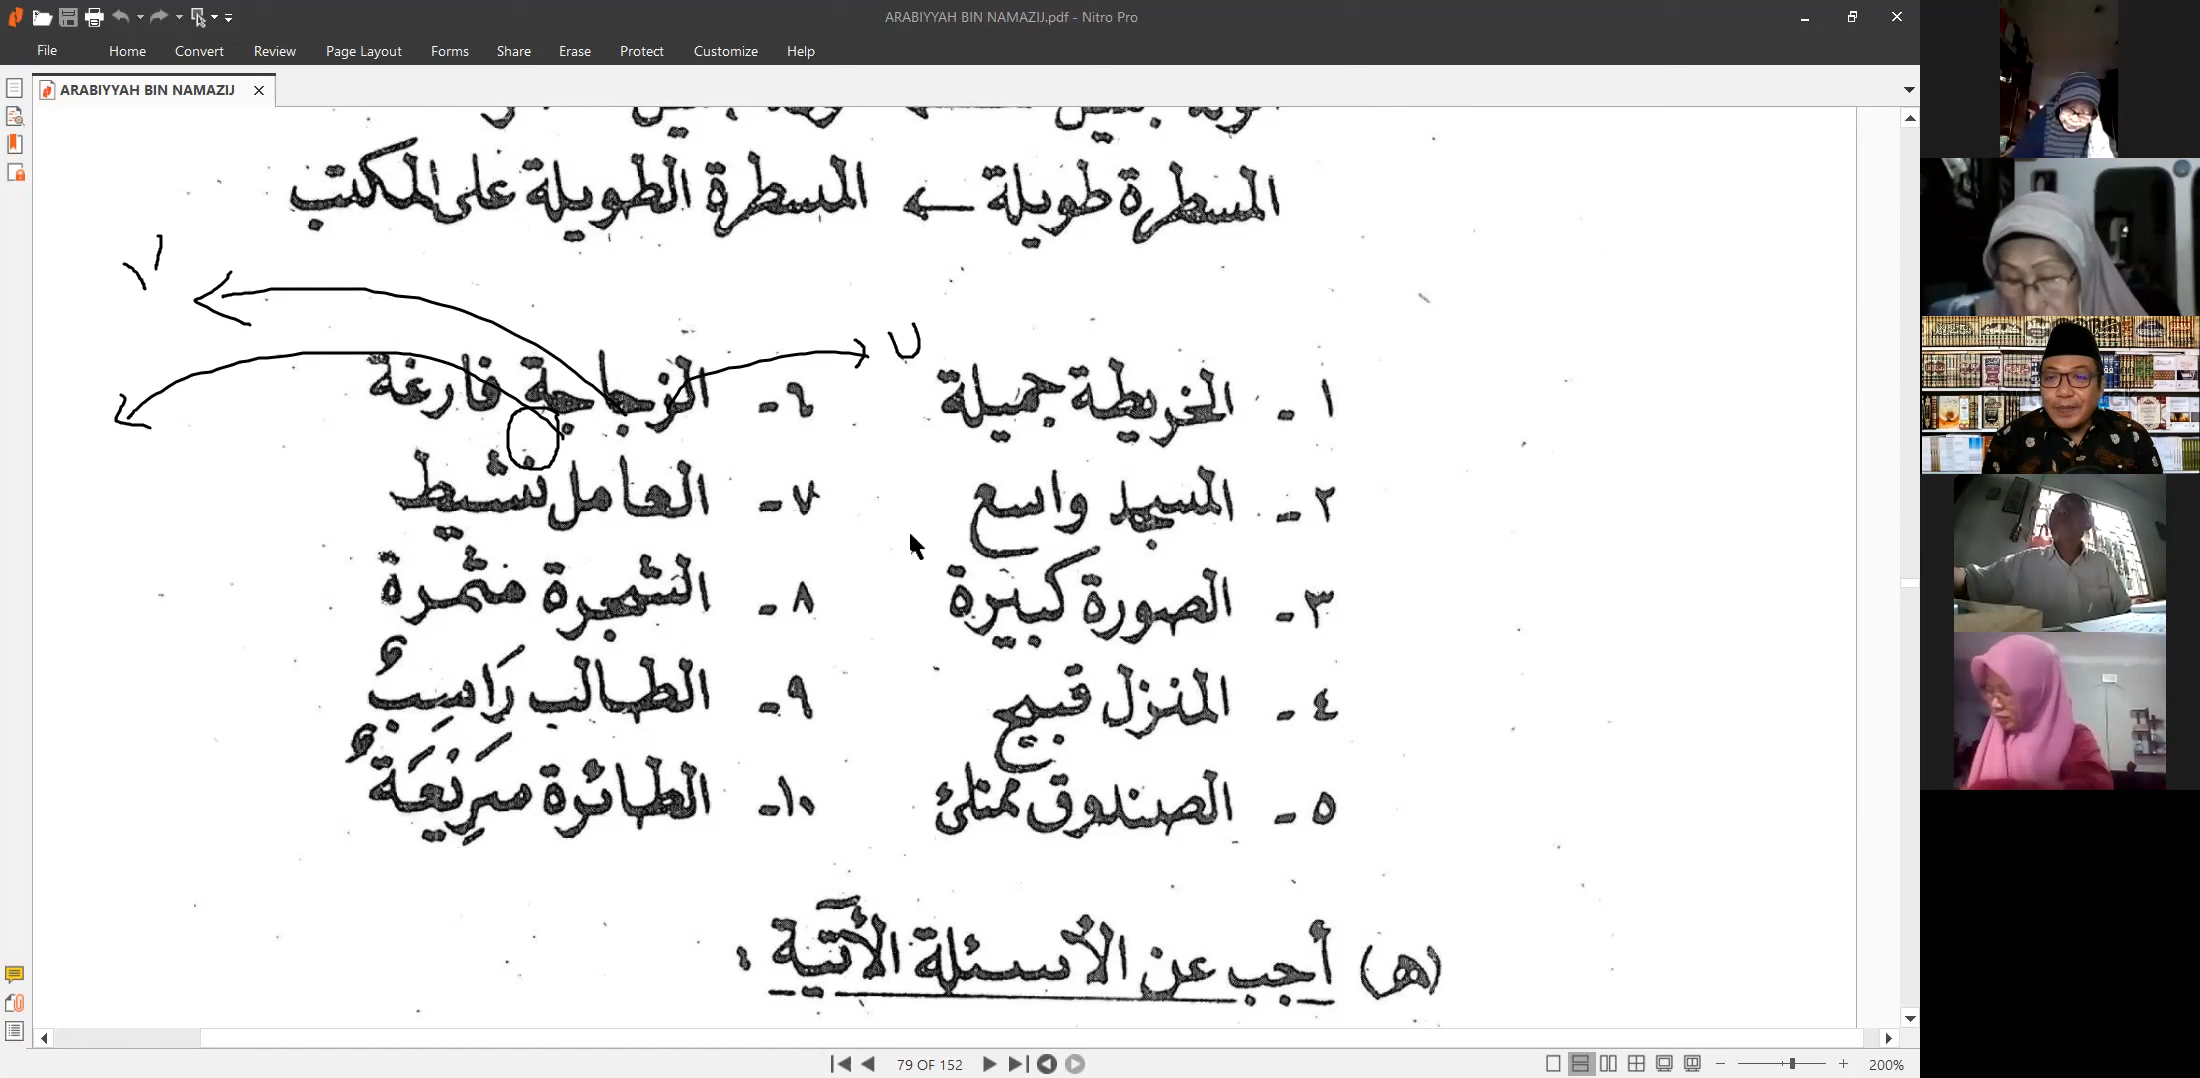 ARABIYYAH BIN NAMAZIJ.pdf - Nitro Pro
File Home Convert Review Page Layout Forms Share Erase Protect Customize Help
ARABIYYAH BIN NAMAZIJ
المسطرة طويلة ← المسطرة الطويلة على المكتب
١ - الخريطة جميلة
٢ - المسجد واسع
٣ - الصورة كبيرة
٤ - المنزل قبيح
٥ - الصندوق ممتلئ
٦ - الزجاجة فارغة
٧ - العامل نشيط
٨ - الشجرة مثمرة
٩ - الطالب رَاسِبٌ
١٠ - الطائرة سَرِيْعَةٌ
(هـ) أجب عن الأسئلة الآتية :
79 OF 152
200%